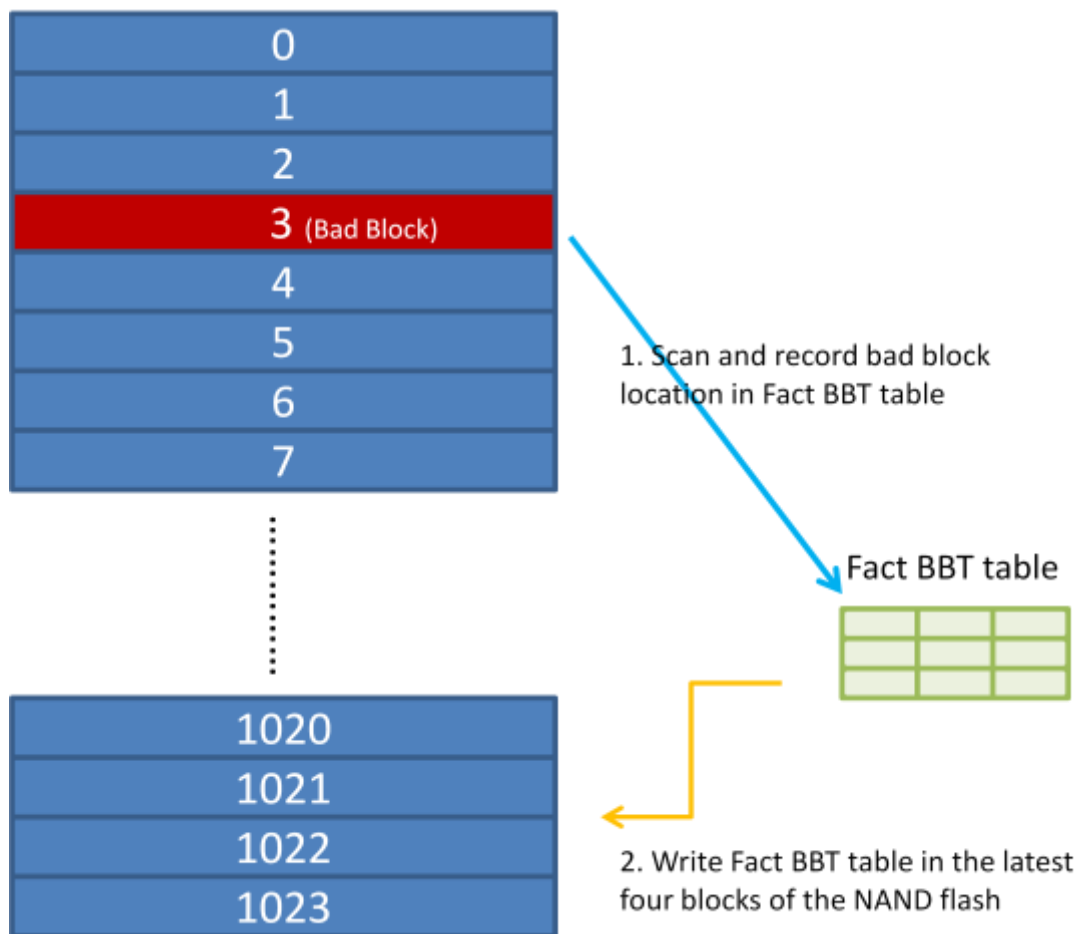 0
1
2
3 (Bad Block)
4
5
6
7
1. Scan and record bad block
location in Fact BBT table
Fact BBT table
1020
1021
1022
1023
2. Write Fact BBT table in the latest
four blocks of the NAND flash